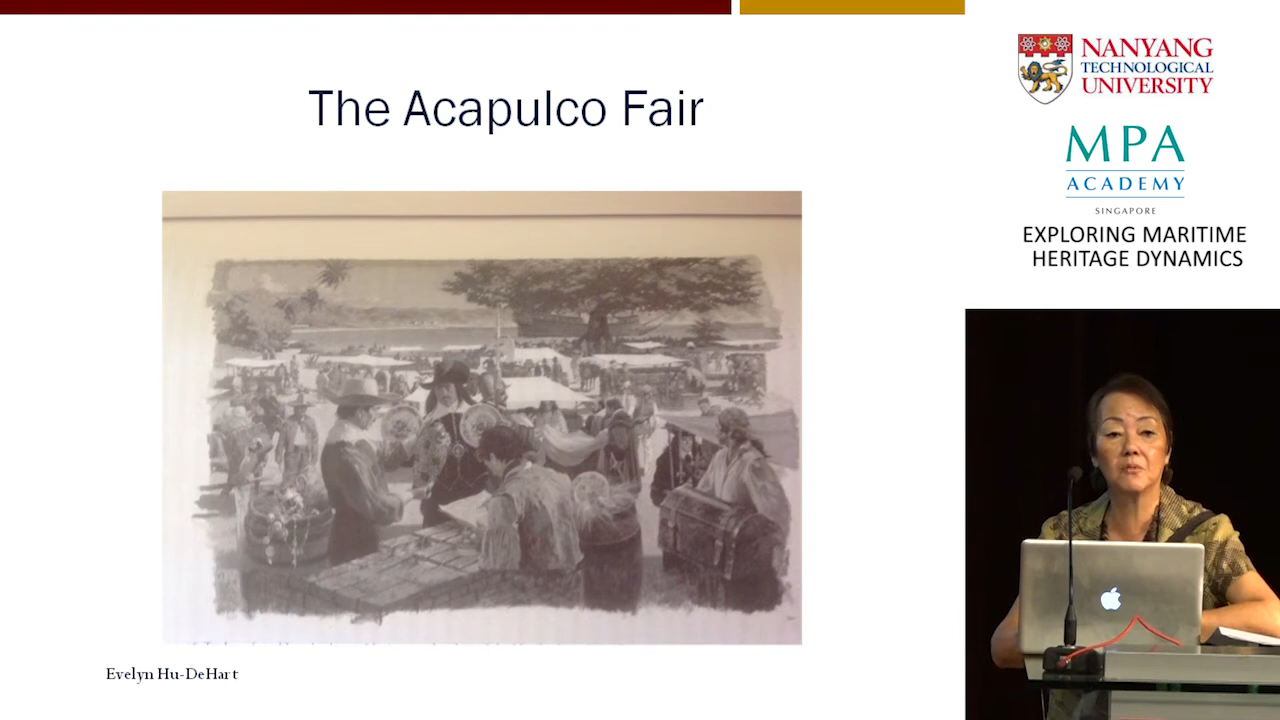 The Acapulco Fair
Evelyn Hu-DeHart
NANYANG
TECHNOLOGICAL
UNIVERSITY
MPA
ACADEMY
SINGAPORE
EXPLORING MARITIME
HERITAGE DYNAMICS